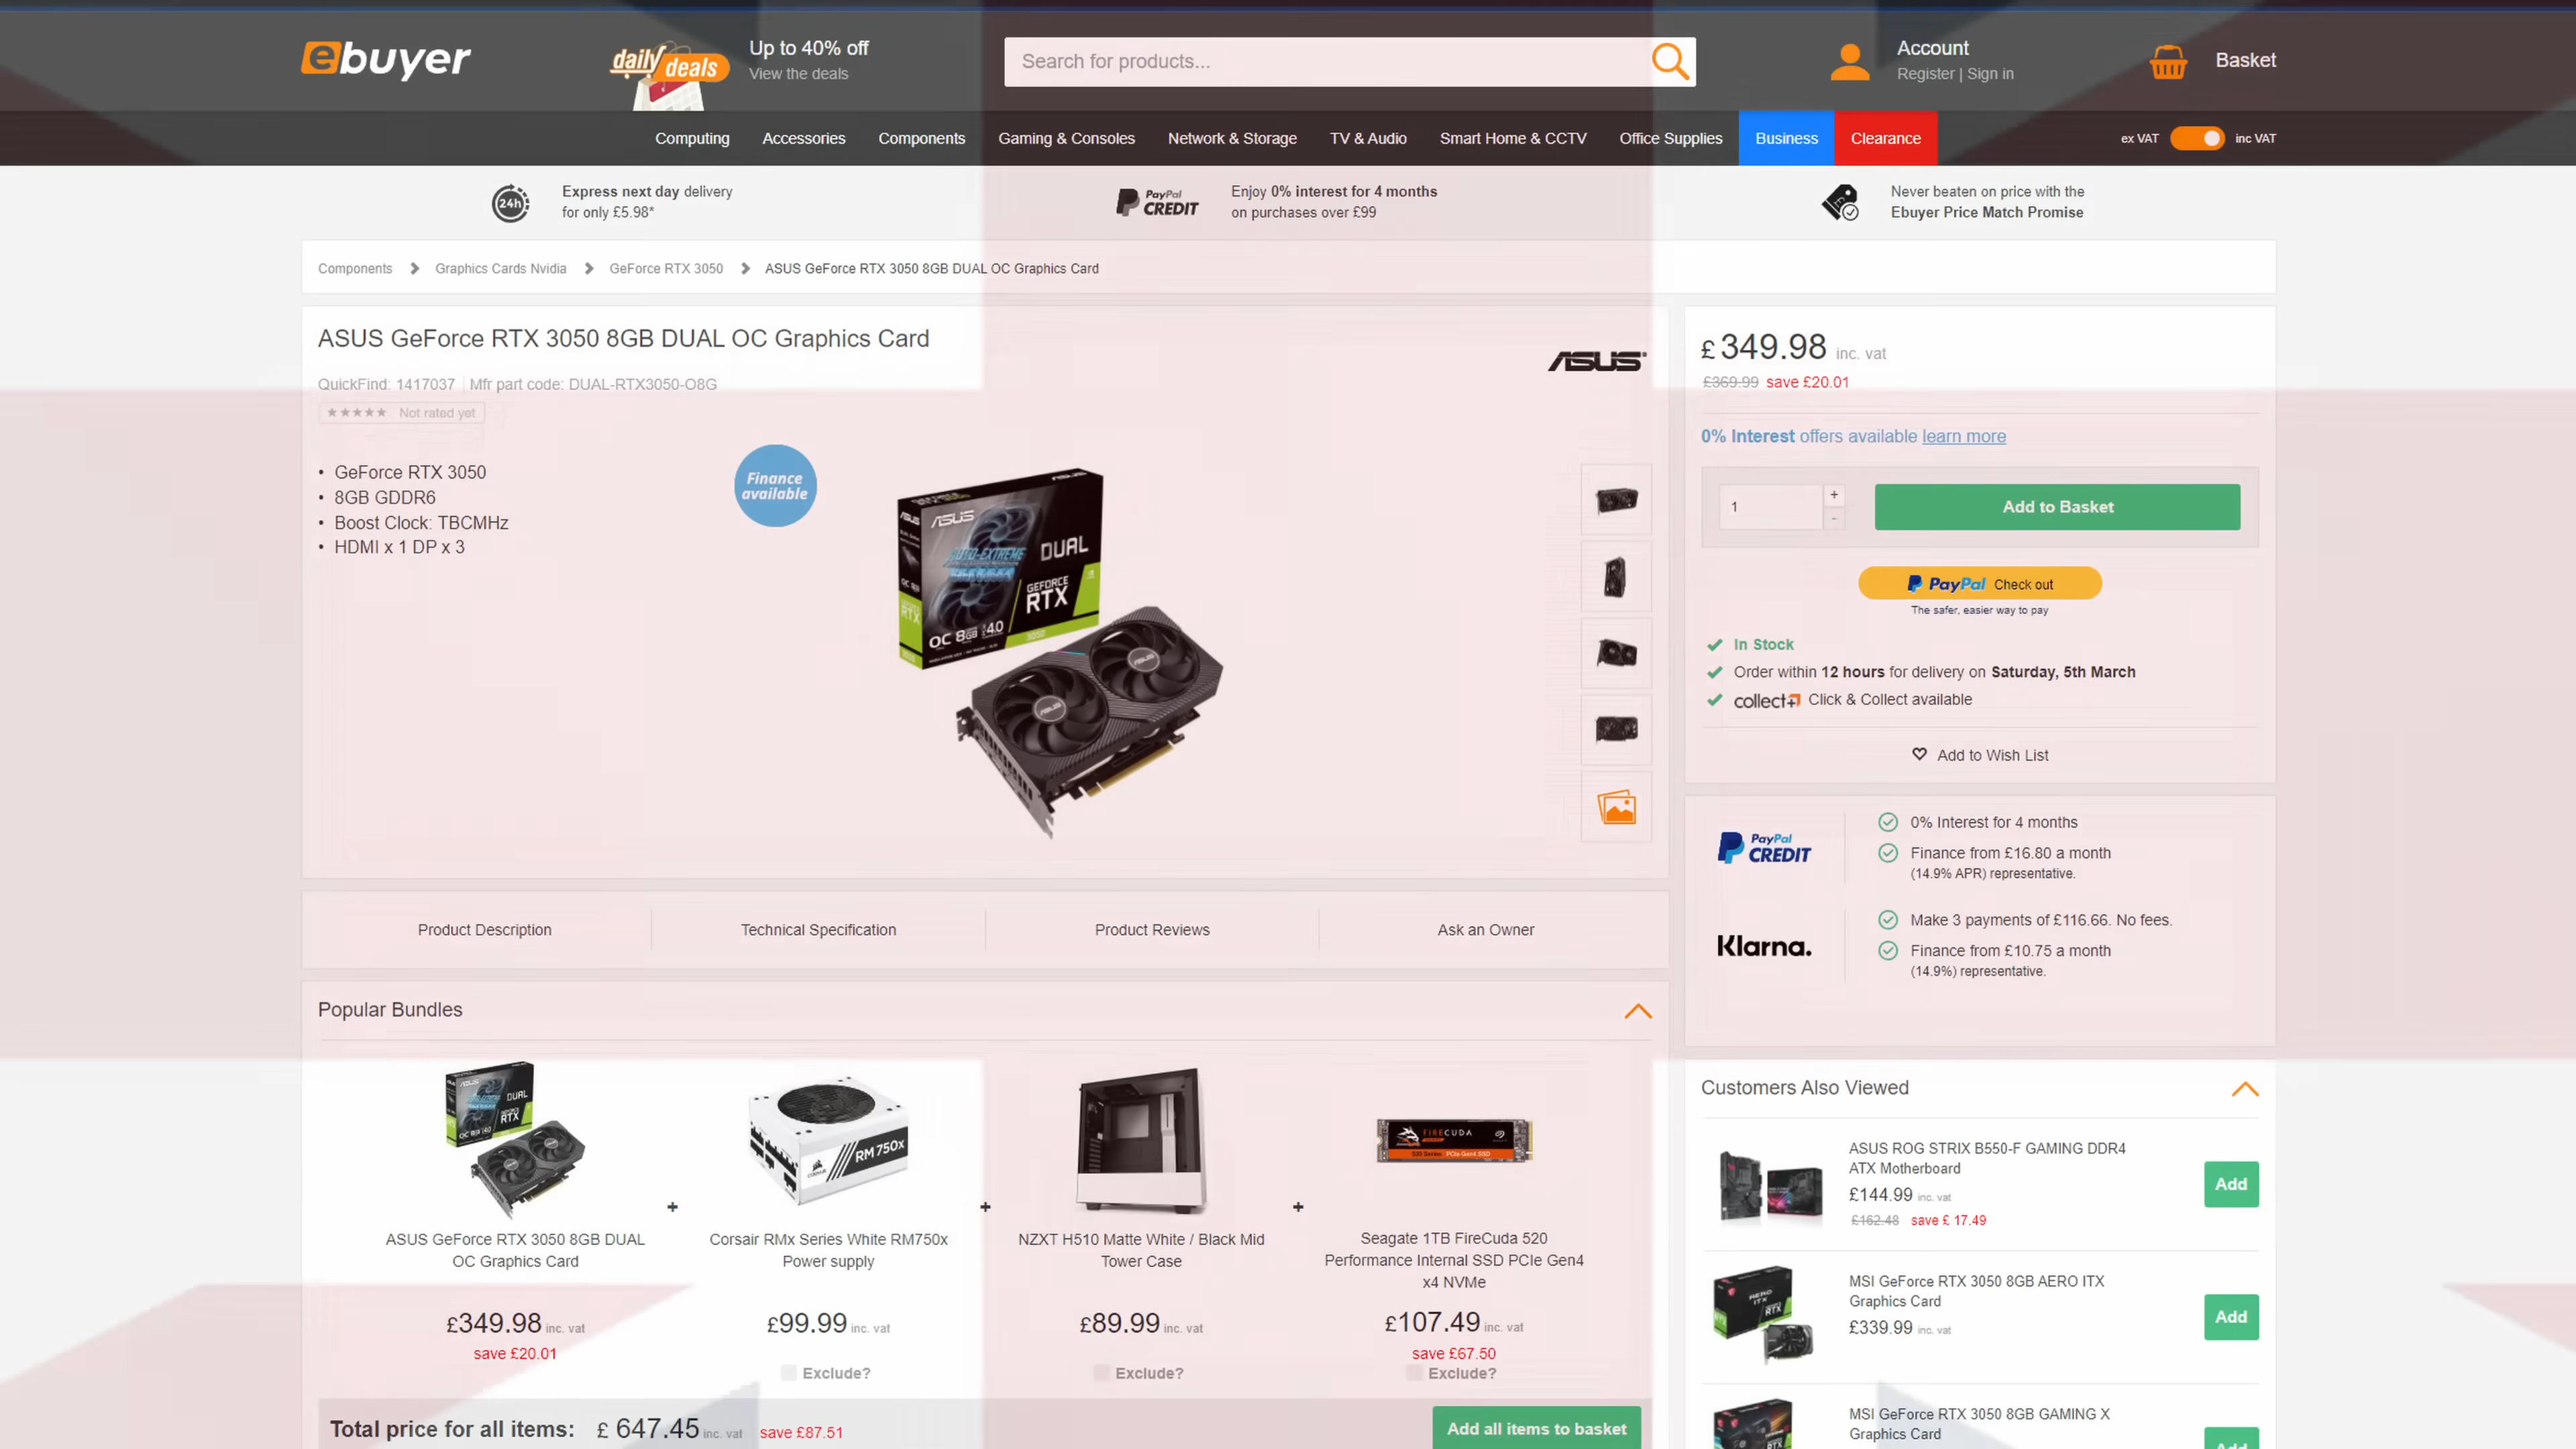 ebuyer
daily deals
Up to 40% off
View the deals
Search for products...
Account
Register | Sign in
Basket
Computing
Accessories
Components
Gaming & Consoles
Network & Storage
TV & Audio
Smart Home & CCTV
Office Supplies
Business
Clearance
ex VAT
inc VAT
24h
Express next day delivery
for only £5.98*
PayPal
CREDIT
Enjoy 0% interest for 4 months
on purchases over £99
Never beaten on price with the
Ebuyer Price Match Promise
Components
Graphics Cards Nvidia
GeForce RTX 3050
ASUS GeForce RTX 3050 8GB DUAL OC Graphics Card
ASUS GeForce RTX 3050 8GB DUAL OC Graphics Card
QuickFind: 1417037 | Mfr part code: DUAL-RTX3050-O8G
★★★★★ Not rated yet
ASUS
• GeForce RTX 3050
• 8GB GDDR6
• Boost Clock: TBCMHz
• HDMI x 1 DP x 3
Finance
available
ASUS
AUTO-EXTREME
DUAL
GEFORCE
RTX
OC 8GB 4.0
£349.98 inc. vat
£369.99 save £20.01
0% Interest offers available learn more
1
+
-
Add to Basket
PayPal Check out
The safer, easier way to pay
In Stock
Order within 12 hours for delivery on Saturday, 5th March
collect+ Click & Collect available
Add to Wish List
PayPal
CREDIT
0% Interest for 4 months
Finance from £16.80 a month
(14.9% APR) representative.
Klarna.
Make 3 payments of £116.66. No fees.
Finance from £10.75 a month
(14.9%) representative.
Product Description
Technical Specification
Product Reviews
Ask an Owner
Popular Bundles
DUAL
RTX
RM750x
FIRECUDA
ASUS GeForce RTX 3050 8GB DUAL
OC Graphics Card
£349.98 inc. vat
save £20.01
+
Corsair RMx Series White RM750x
Power supply
£99.99 inc. vat
Exclude?
+
NZXT H510 Matte White / Black Mid
Tower Case
£89.99 inc. vat
Exclude?
+
Seagate 1TB FireCuda 520
Performance Internal SSD PCIe Gen4
x4 NVMe
£107.49 inc. vat
save £67.50
Exclude?
Total price for all items: £ 647.45 inc. vat save £87.51
Add all items to basket
Customers Also Viewed
ASUS ROG STRIX B550-F GAMING DDR4
ATX Motherboard
£144.99 inc. vat
£162.48 save £ 17.49
Add
MSI GeForce RTX 3050 8GB AERO ITX
Graphics Card
£339.99 inc. vat
Add
MSI GeForce RTX 3050 8GB GAMING X
Graphics Card
Add